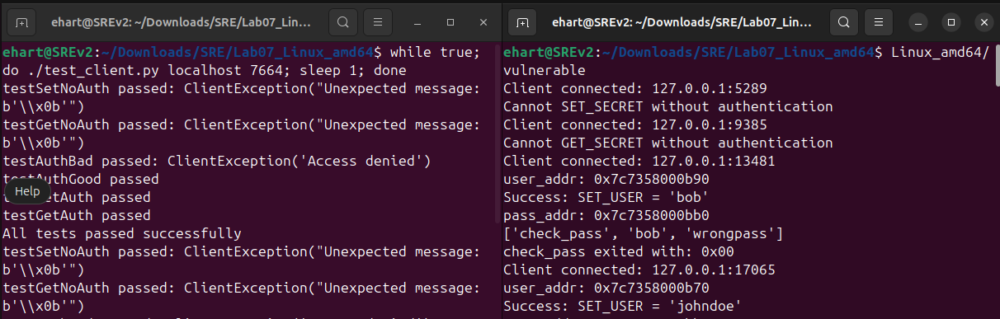 ehart@SREv2: ~/Downloads/SRE/Lab07_Lin...
ehart@SREv2:~/Downloads/SRE/Lab07_Linux_amd64$ while true;
do ./test_client.py localhost 7664; sleep 1; done
testSetNoAuth passed: ClientException("Unexpected message:
b'\\x0b'")
testGetNoAuth passed: ClientException("Unexpected message:
b'\\x0b'")
testAuthBad passed: ClientException('Access denied')
testAuthGood passed
Help
tetAuth passed
testGetAuth passed
All tests passed successfully
testSetNoAuth passed: ClientException("Unexpected message:
b'\\x0b'")
testGetNoAuth passed: ClientException("Unexpected message:
b'\\x0b'")
ehart@SREv2: ~/Downloads/SRE/Lab07_Lin...
ehart@SREv2:~/Downloads/SRE/Lab07_Linux_amd64$ Linux_amd64/
vulnerable
Client connected: 127.0.0.1:5289
Cannot SET_SECRET without authentication
Client connected: 127.0.0.1:9385
Cannot GET_SECRET without authentication
Client connected: 127.0.0.1:13481
user_addr: 0x7c7358000b90
Success: SET_USER = 'bob'
pass_addr: 0x7c7358000bb0
['check_pass', 'bob', 'wrongpass']
check_pass exited with: 0x00
Client connected: 127.0.0.1:17065
user_addr: 0x7c7358000b70
Success: SET_USER = 'johndoe'